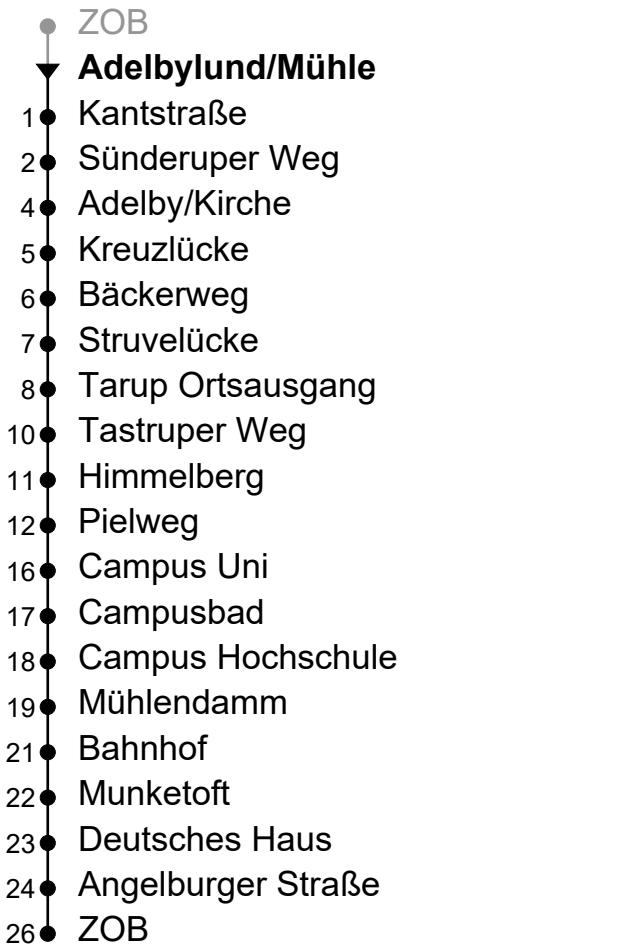 ZOB
Adelbylund/Mühle
1 Kantstraße
2 Sünderuper Weg
4 Adelby/Kirche
5 Kreuzlücke
6 Bäckerweg
7 Struvelücke
8 Tarup Ortsausgang
10 Tastruper Weg
11 Himmelberg
12 Pielweg
16 Campus Uni
17 Campusbad
18 Campus Hochschule
19 Mühlendamm
21 Bahnhof
22 Munketoft
23 Deutsches Haus
24 Angelburger Straße
26 ZOB